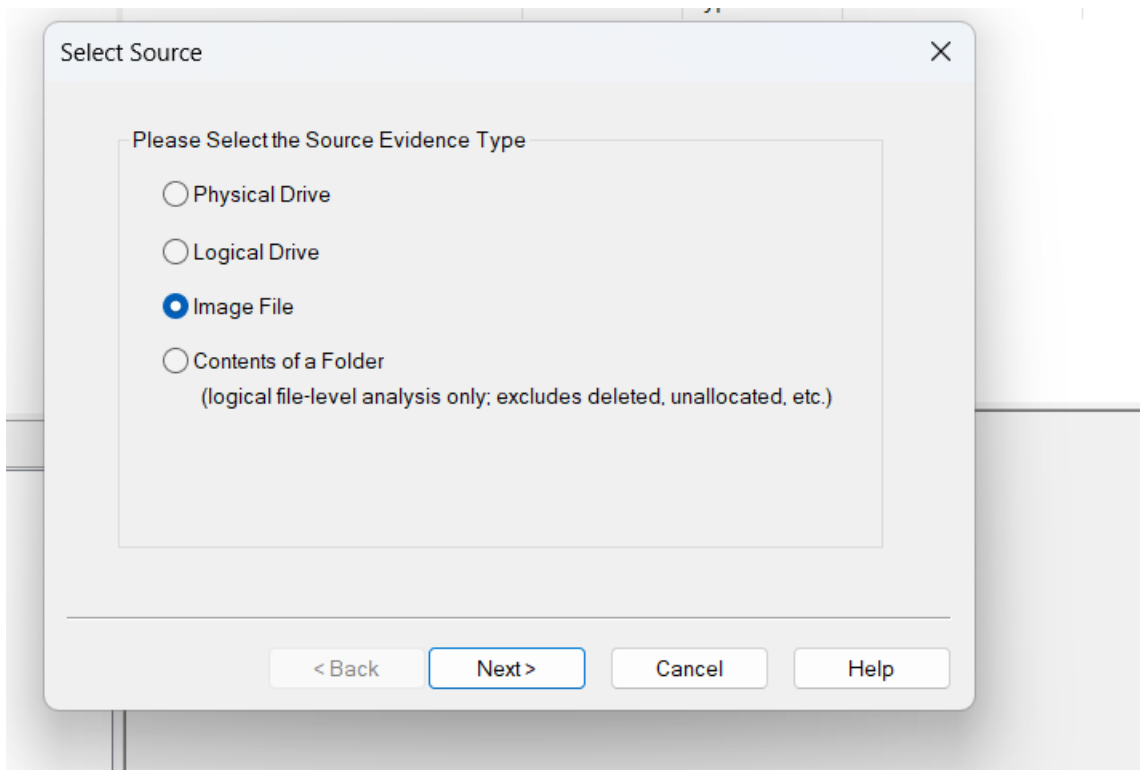 Select Source
Please Select the Source Evidence Type
Physical Drive
Logical Drive
Image File
Contents of a Folder
(logical file-level analysis only; excludes deleted, unallocated, etc.)
< Back Next > Cancel Help